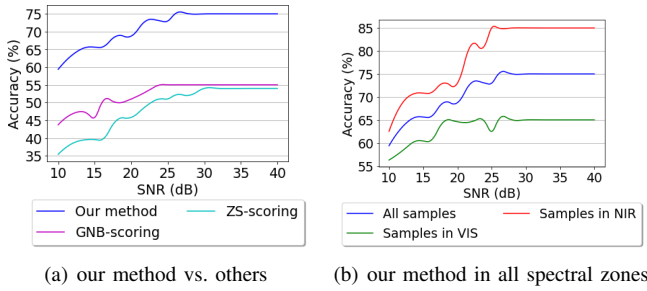 75
70
65
60
55
50
45
40
35
Accuracy (%)
10 15 20 25 30 35 40
SNR (dB)
Our method
ZS-scoring
GNB-scoring
(a) our method vs. others
85
80
75
70
65
60
55
Accuracy (%)
10 15 20 25 30 35 40
SNR (dB)
All samples
Samples in NIR
Samples in VIS
(b) our method in all spectral zones